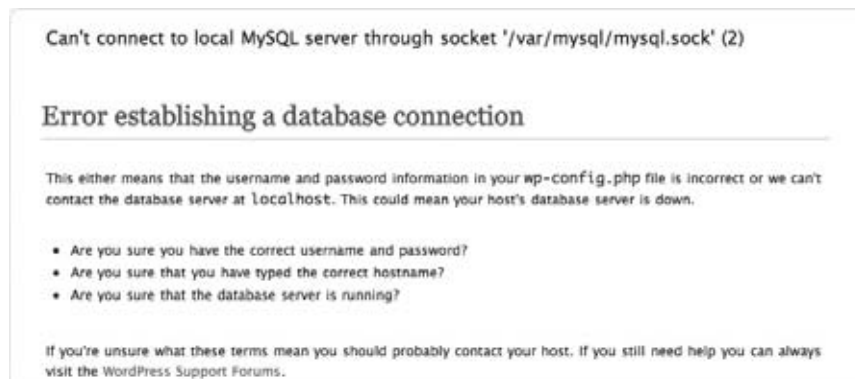 Can't connect to local MySQL server through socket '/var/mysql/mysql.sock' (2)
Error establishing a database connection
This either means that the username and password information in your wp-config.php file is incorrect or we can't
contact the database server at localhost. This could mean your host's database server is down.
• Are you sure you have the correct username and password?
• Are you sure that you have typed the correct hostname?
• Are you sure that the database server is running?
If you're unsure what these terms mean you should probably contact your host. If you still need help you can always
visit the WordPress Support Forums.